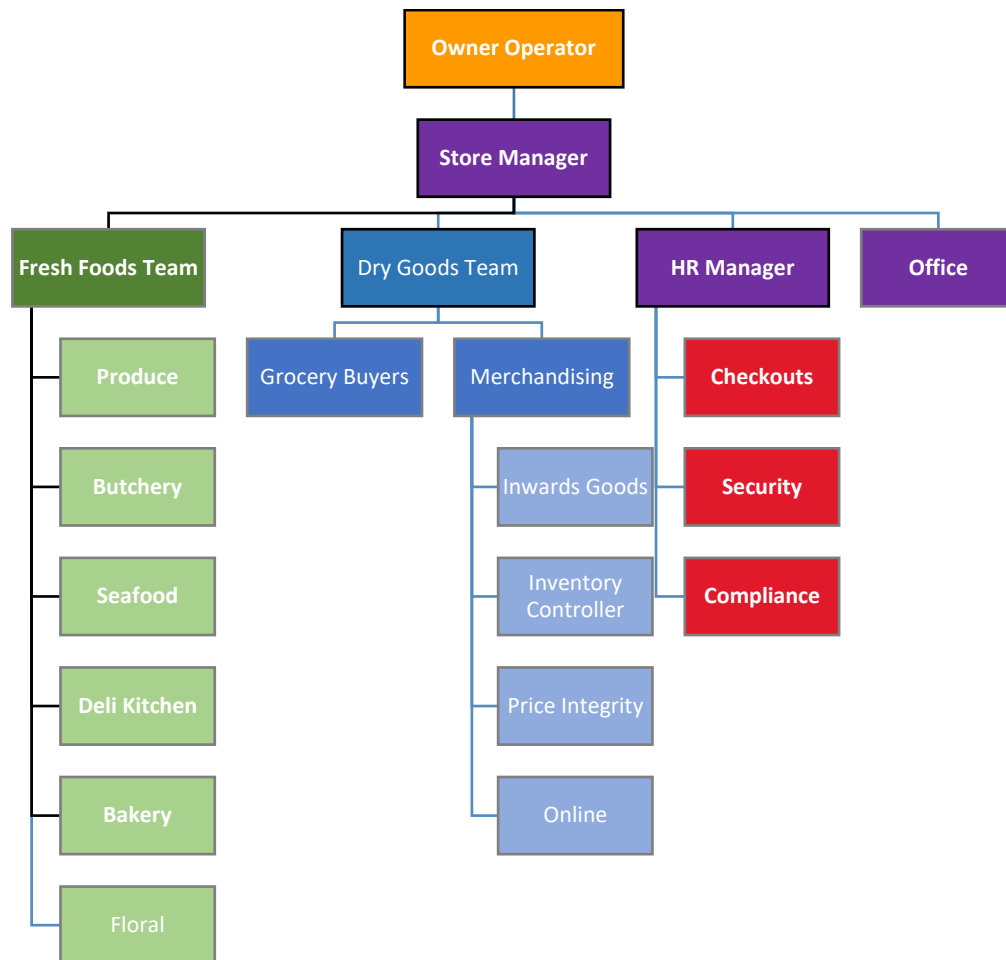 Owner Operator
Store Manager
Fresh Foods Team
Dry Goods Team
HR Manager
Office
Produce
Grocery Buyers
Merchandising
Checkouts
Butchery
Inwards Goods
Security
Seafood
Inventory
Controller
Compliance
Deli Kitchen
Price Integrity
Bakery
Online
Floral